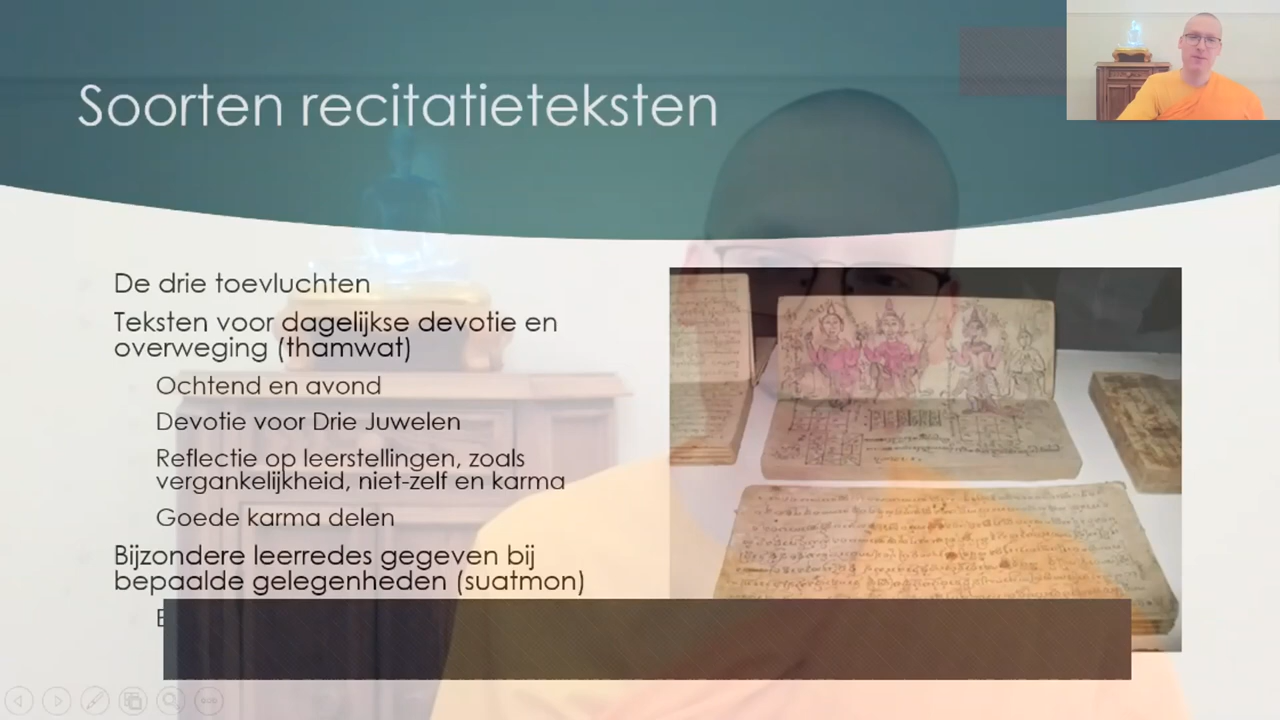 Soorten recitatieteksten
De drie toevluchten
Teksten voor dagelijkse devotie en
overweging (thamwat)
Ochtend en avond
Devotie voor Drie Juwelen
Reflectie op leerstellingen, zoals
vergankelijkheid, niet-zelf en karma
Goede karma delen
Bijzondere leerredes gegeven bij
bepaalde gelegenheden (suatmon)